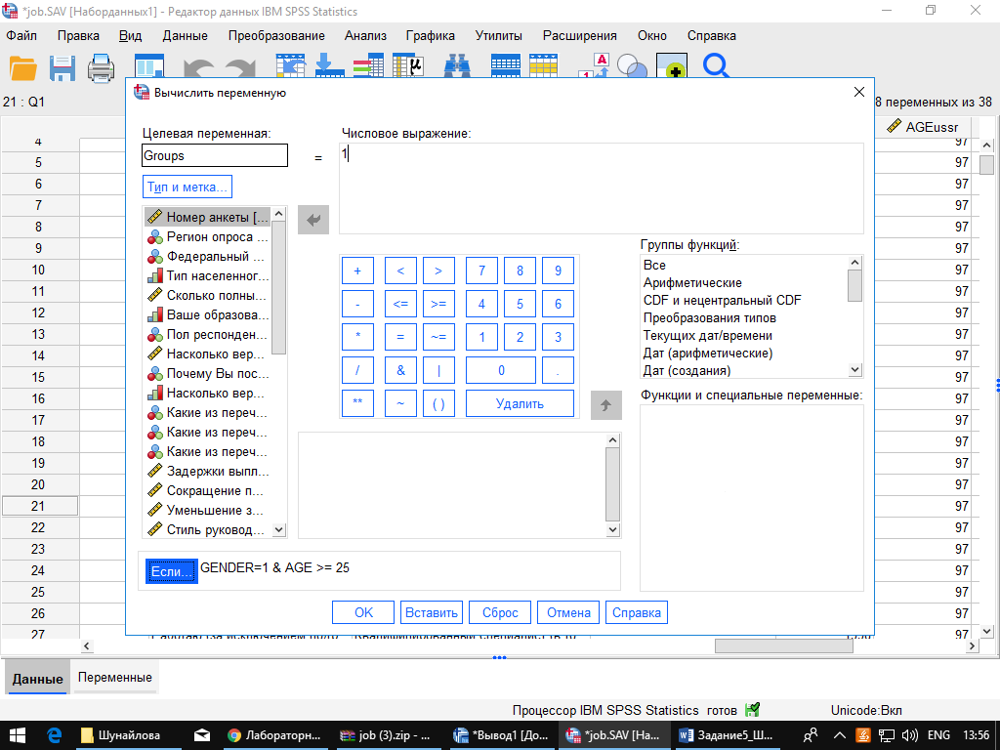 *job.SAV [Наборданных1] - Редактор данных IBM SPSS Statistics
Файл Правка Вид Данные Преобразование Анализ Графика Утилиты Расширения Окно Справка
21 : Q1
8 переменных из 38
AGEussr
Вычислить переменную
Целевая переменная:
Числовое выражение:
Groups
=
1
Тип и метка...
Номер анкеты [...
Регион опроса ...
Федеральный ...
Тип населенног...
Сколько полны...
Ваше образова...
Пол респонден...
Насколько вер...
Почему Вы пос...
Насколько вер...
Какие из переч...
Какие из переч...
Какие из переч...
Задержки выпл...
Сокращение п...
Уменьшение з...
Стиль руковод...
+ < > 7 8 9
- <= >= 4 5 6
* = ~= 1 2 3
/ & | 0 .
** ~ ( ) Удалить
Группы функций:
Все
Арифметические
CDF и нецентральный CDF
Преобразования типов
Текущих дат/времени
Дат (арифметические)
Дат (создания)
Функции и специальные переменные:
Если...
GENDER=1 & AGE >= 25
OK Вставить Сброс Отмена Справка
4 97
5 97
6 97
7 97
8 97
9 97
10 97
11 97
12 97
13 97
14 97
15 97
16 97
17 97
18 97
19 97
20 97
21 97
22 97
23 97
24 97
25 97
26 97
27 97
Данные Переменные
Процессор IBM SPSS Statistics готов
Unicode:Вкл
Шунайлова
Лабораторн...
job (3).zip - ...
*Вывод1 [До...
*job.SAV [На...
Задание5_Ш...
ENG
13:56